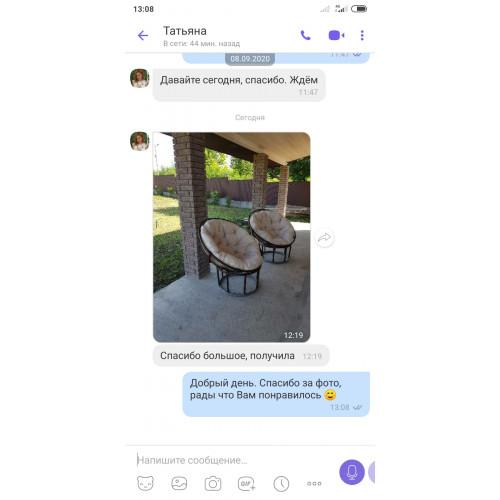 13:08
Татьяна
В сети: 44 мин. назад
11:47
08.09.2020
Давайте сегодня, спасибо. Ждём
11:47
Сегодня
12:19
Спасибо большое, получила 12:19
Добрый день. Спасибо за фото,
рады что Вам понравилось 😄
13:08
Напишите сообщение...
GIF